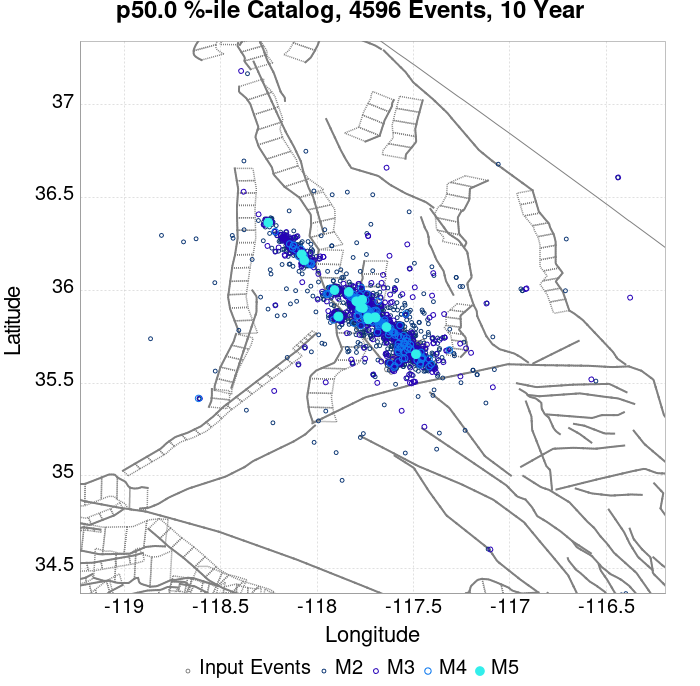 p50.0 %-ile Catalog, 4596 Events, 10 Year
37
36.5
36
35.5
35
34.5
Latitude
-119
-118.5
-118
-117.5
-117
-116.5
Longitude
Input Events
M2
M3
M4
M5